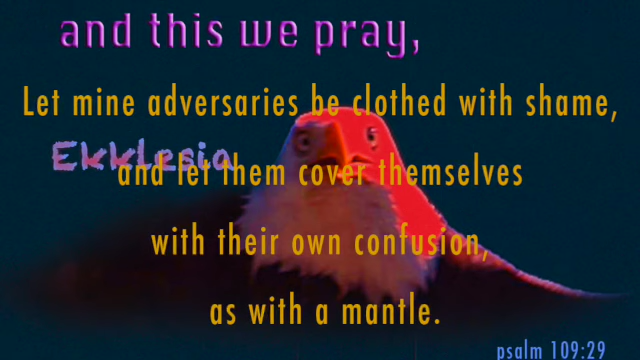 and this we pray,
Let mine adversaries be clothed with shame,
Ekklesia
and let them cover themselves
with their own confusion,
as with a mantle.
psalm 109:29